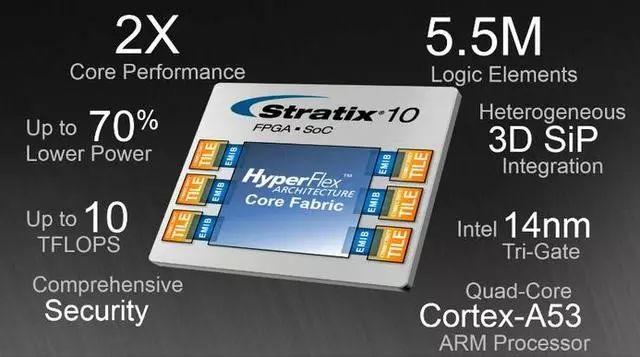 2X
Core Performance
5.5M
Logic Elements
Up to 70%
Lower Power
Heterogeneous
3D SiP
Integration
Up to 10
TFLOPS
Intel 14nm
Tri-Gate
Comprehensive
Security
Quad-Core
Cortex-A53
ARM Processor
Stratix® 10
FPGA • SoC
HyperFlex™
ARCHITECTURE
Core Fabric
EMIB
TILE
EMIB
TILE
EMIB
TILE
EMIB
TILE
EMIB
TILE
EMIB
TILE